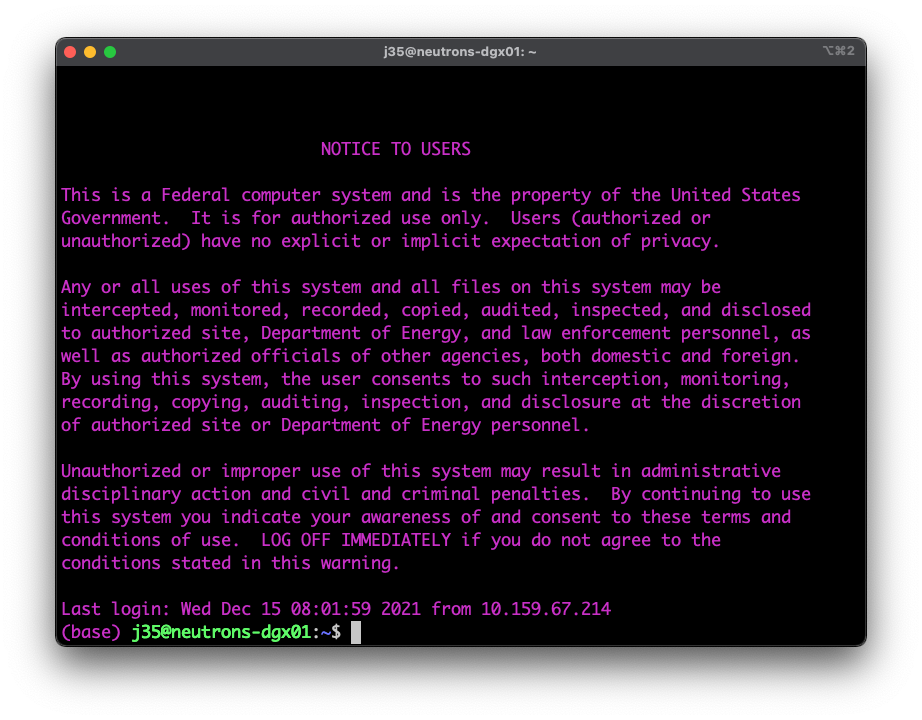 j35@neutrons-dgx01: ~
⌥⌘2
NOTICE TO USERS
This is a Federal computer system and is the property of the United States
Government.  It is for authorized use only.  Users (authorized or
unauthorized) have no explicit or implicit expectation of privacy.
Any or all uses of this system and all files on this system may be
intercepted, monitored, recorded, copied, audited, inspected, and disclosed
to authorized site, Department of Energy, and law enforcement personnel, as
well as authorized officials of other agencies, both domestic and foreign.
By using this system, the user consents to such interception, monitoring,
recording, copying, auditing, inspection, and disclosure at the discretion
of authorized site or Department of Energy personnel.
Unauthorized or improper use of this system may result in administrative
disciplinary action and civil and criminal penalties.  By continuing to use
this system you indicate your awareness of and consent to these terms and
conditions of use.  LOG OFF IMMEDIATELY if you do not agree to the
conditions stated in this warning.
Last login: Wed Dec 15 08:01:59 2021 from 10.159.67.214
(base) j35@neutrons-dgx01:~$